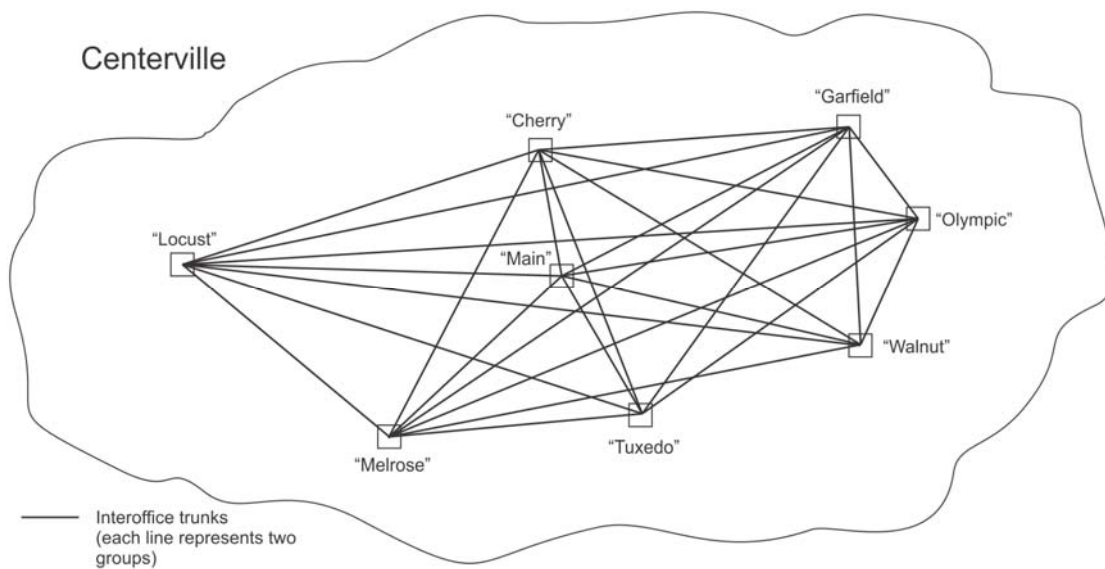 Centerville
“Garfield”
“Cherry”
“Olympic”
“Locust”
“Main”
“Walnut”
“Tuxedo”
“Melrose”
Interoffice trunks
(each line represents two
groups)